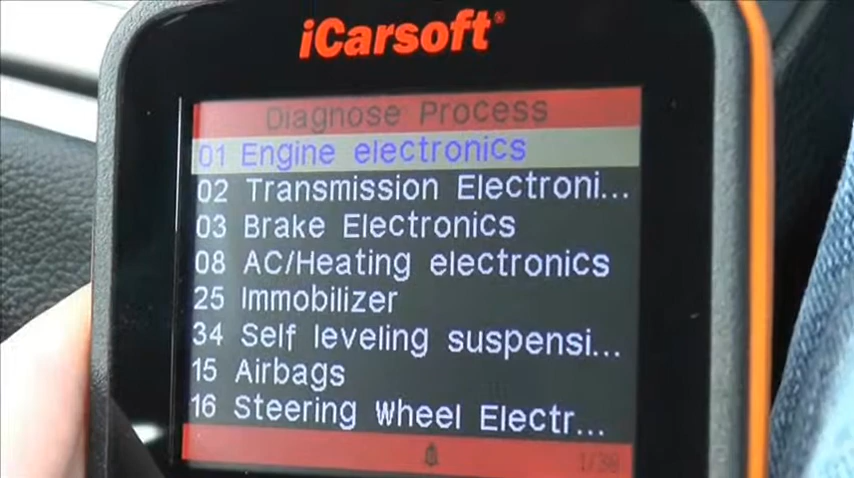 iCarsoft®
Diagnose Process
01 Engine electronics
02 Transmission Electroni...
03 Brake Electronics
08 AC/Heating electronics
25 Immobilizer
34 Self leveling suspensi...
15 Airbags
16 Steering Wheel Electr...
1/38